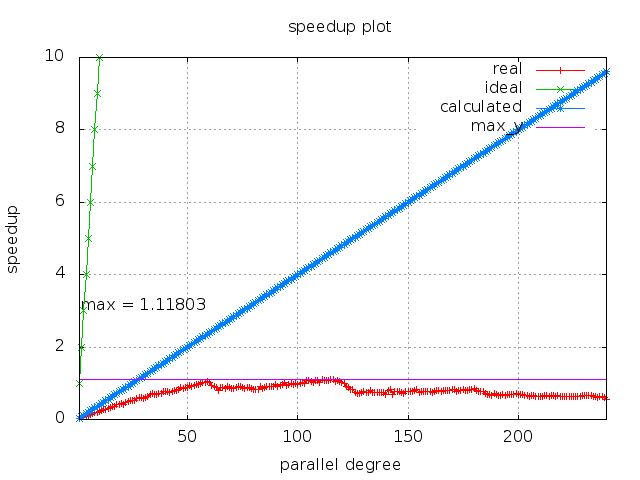 speedup plot
10
8
6
4
2
0
speedup
real
ideal
calculated
max_y
max = 1.11803
50
100
150
200
parallel degree